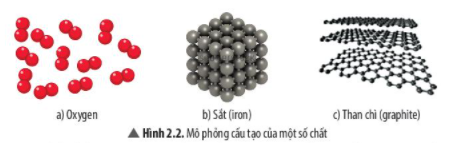 a) Oxygen
b) Sắt (iron)
c) Than chì (graphite)
▲ Hình 2.2. Mô phỏng cấu tạo của một số chất